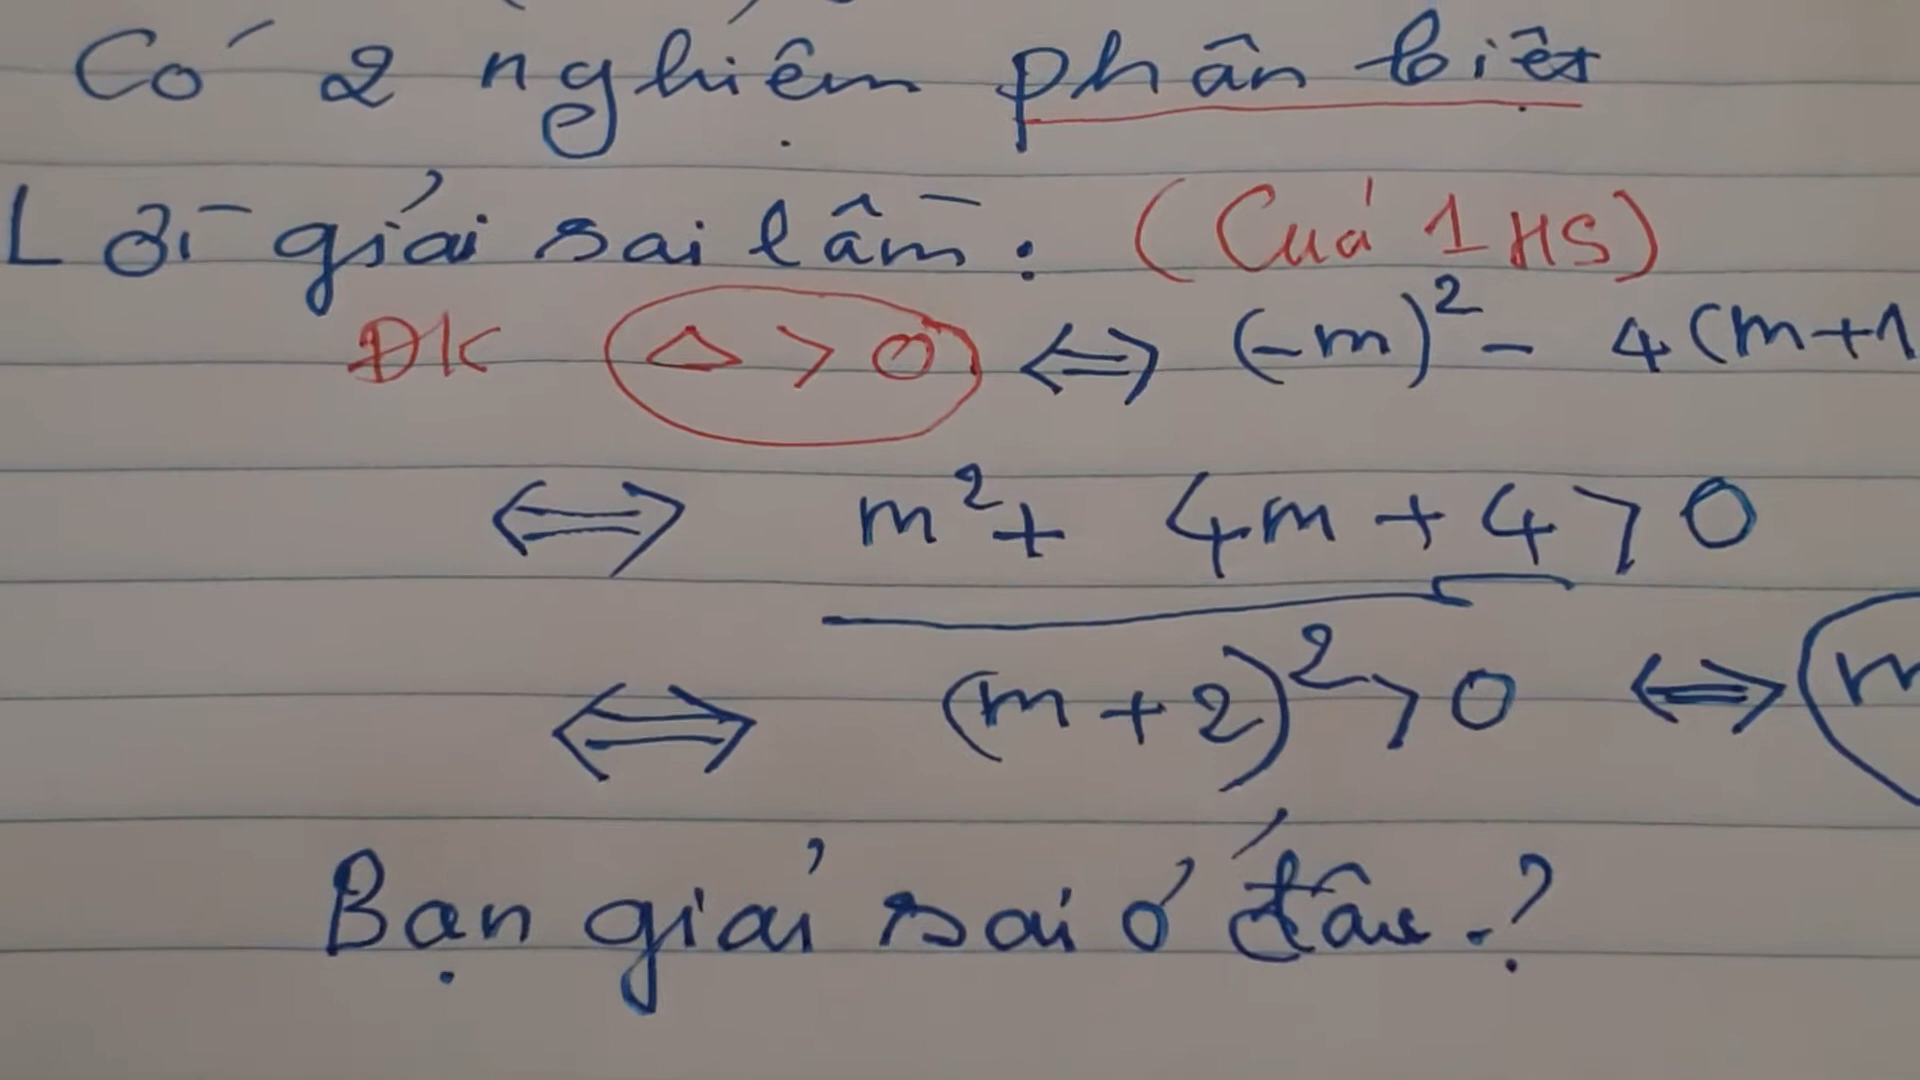 Có 2 nghiệm phân biệt
Lời giải sai lầm: (Của 1 HS)
ĐK Δ > 0 ⇔ (-m)² - 4(m+1
⇔ m² + 4m + 4 > 0
⇔ (m+2)² > 0 ⇔ m
Bạn giải sai ở đâu?